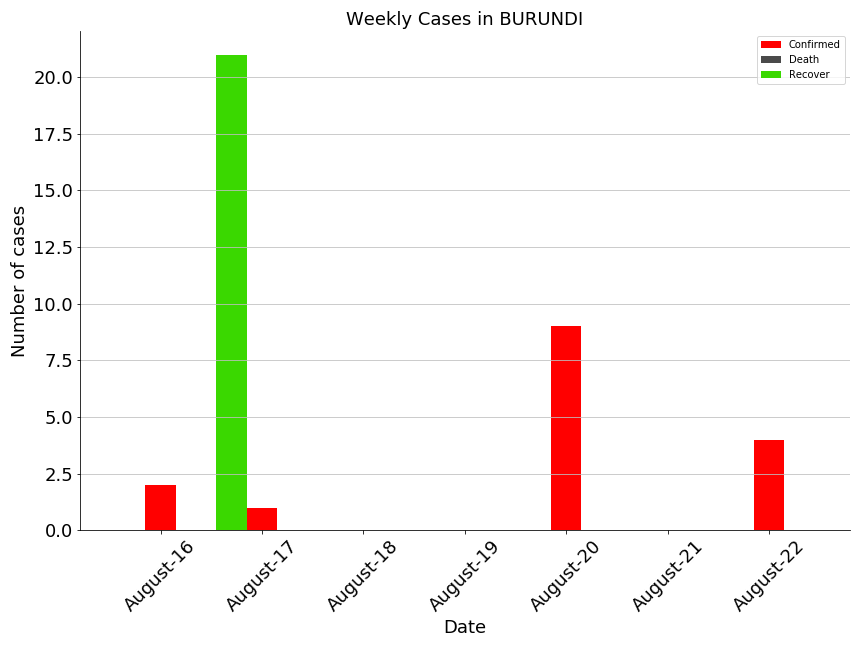 Weekly Cases in BURUNDI
Confirmed
Death
Recover
Number of cases
20.0
17.5
15.0
12.5
10.0
7.5
5.0
2.5
0.0
August-16
August-17
August-18
August-19
August-20
August-21
August-22
Date